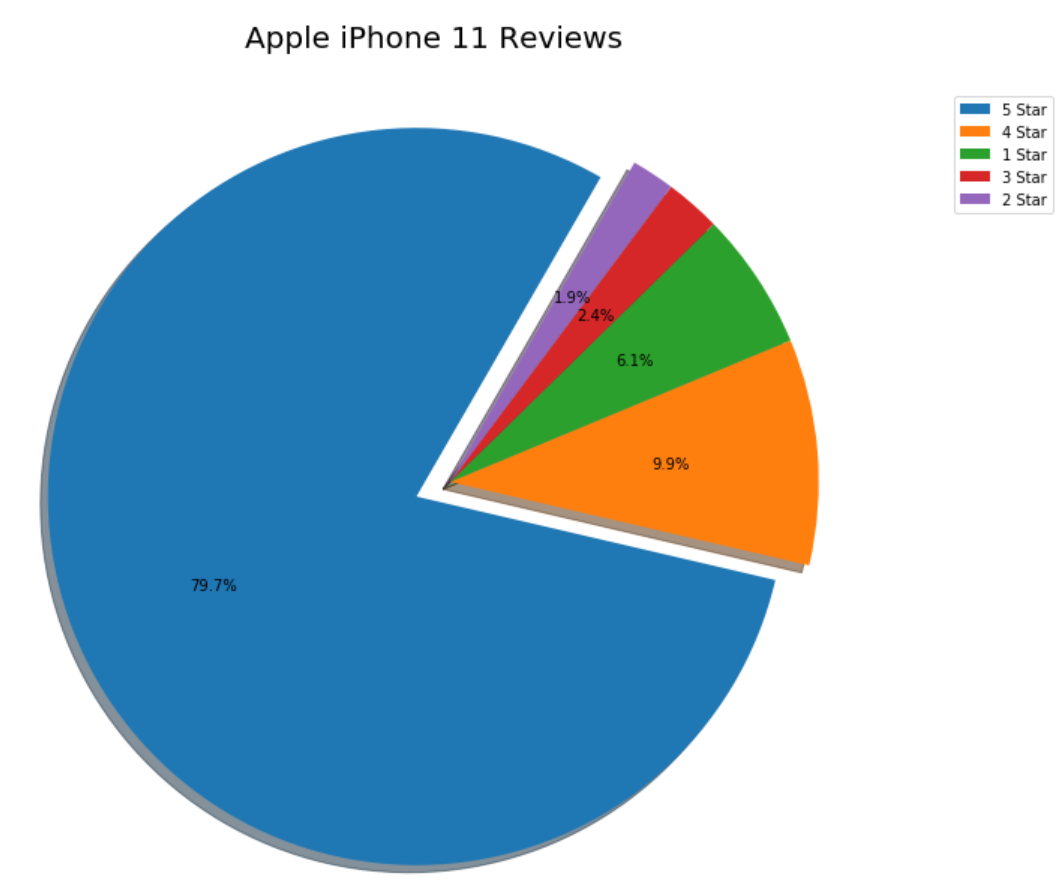 Apple iPhone 11 Reviews
5 Star
4 Star
1 Star
3 Star
2 Star
1.9%
2.4%
6.1%
9.9%
79.7%